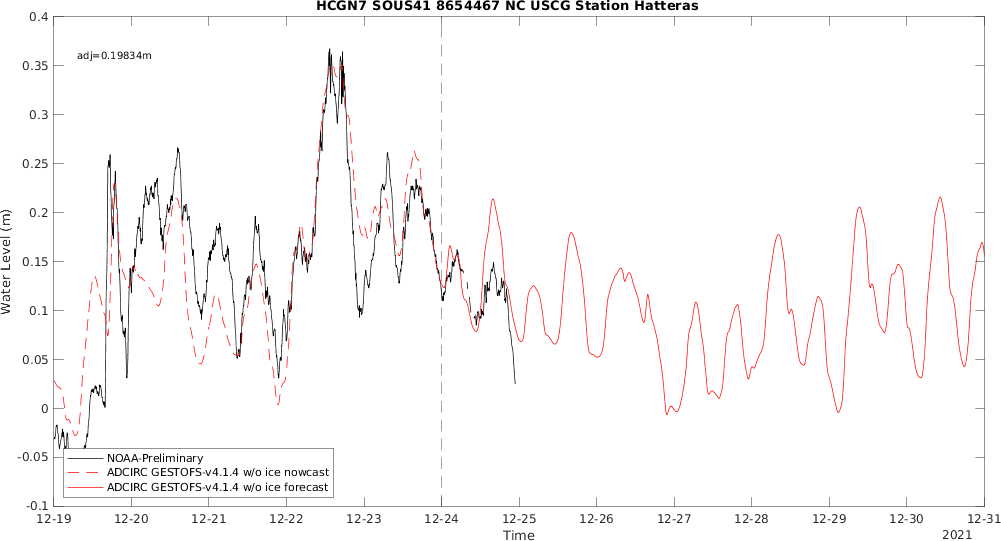 HCGN7 SOUS41 8654467 NC USCG Station Hatteras
0.4
adj=0.19834m
0.35
0.3
0.25
0.2
0.15
0.1
0.05
0
-0.05
-0.1
Water Level (m)
NOAA-Preliminary
ADCIRC GESTOFS-v4.1.4 w/o ice nowcast
ADCIRC GESTOFS-v4.1.4 w/o ice forecast
12-19 12-20 12-21 12-22 12-23 12-24 12-25 12-26 12-27 12-28 12-29 12-30 12-31
Time
2021